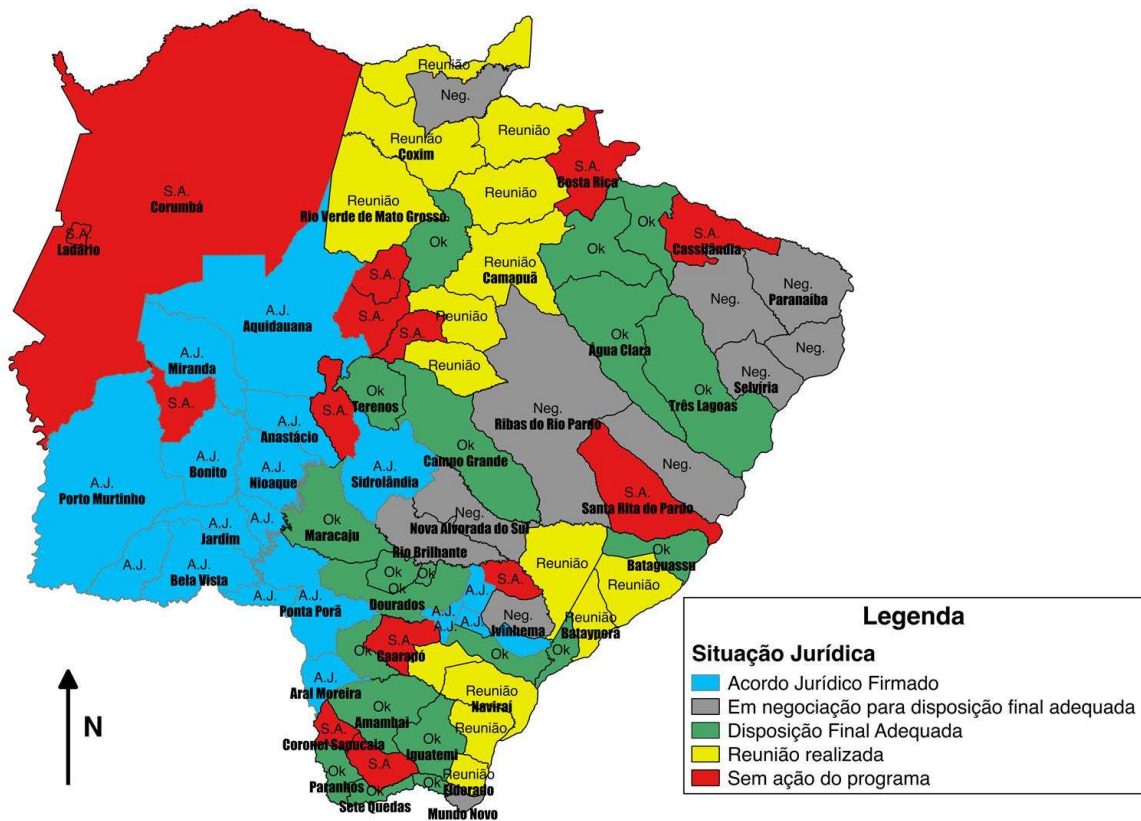 Reunião
Neg.
Reunião
Reunião
Coxim
S.A.
Costa Rica
S.A.
Corumbá
Reunião
Rio Verde de Mato Grosso
Reunião
S.A.
Ladário
Ok
Ok
Ok
S.A.
Cassilândia
Reunião
Camapuã
S.A.
Neg.
Neg.
Paranaíba
A.J.
Aquidauana
S.A.
S.A.
Reunião
Ok
Água Clara
Neg.
A.J.
Miranda
Reunião
Neg.
Selvíria
S.A.
S.A.
Ok
Terenos
Ok
Três Lagoas
Neg.
Ribas do Rio Pardo
A.J.
Anastácio
Ok
Campo Grande
A.J.
Bonito
A.J.
Nioaque
A.J.
Sidrolândia
Neg.
A.J.
Porto Murtinho
S.A.
Santa Rita do Pardo
A.J.
Jardim
A.J.
Ok
Maracaju
Neg.
Nova Alvorada do Sul
Rio Brilhante
Ok
Bataguassu
Reunião
A.J.
A.J.
Bela Vista
A.J.
Ok
Ok
Ok
Dourados
S.A.
A.J.
Reunião
A.J.
Ponta Porã
A.J.
A.J.
A.J.
Neg.
Ivinhema
Reunião
Batayporã
S.A.
Caarapó
Ok
Ok
Ok
A.J.
Aral Moreira
Reunião
Naviraí
Ok
Amambai
Reunião
S.A.
Coronel Sapucaia
Ok
Iguatemi
S.A
Ok
Paranhos
Ok
Sete Quedas
Ok
Reunião
Eldorado
Mundo Novo
N
Legenda
Situação Jurídica
Acordo Jurídico Firmado
Em negociação para disposição final adequada
Disposição Final Adequada
Reunião realizada
Sem ação do programa